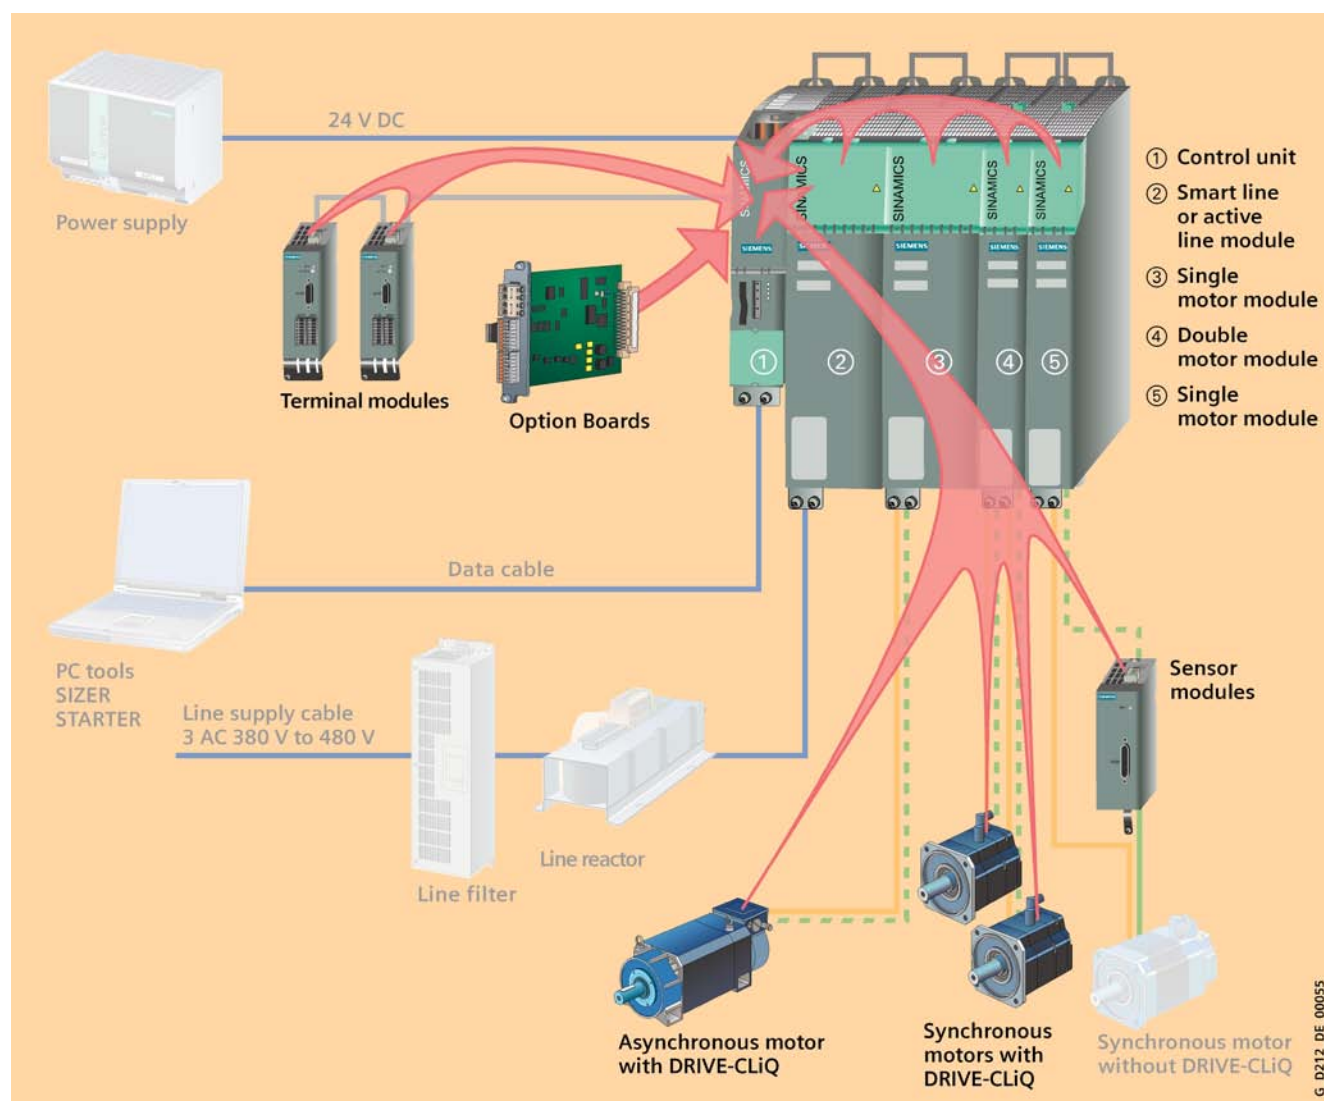 24 V DC
Power supply
SINAMICS
SINAMICS
SINAMICS
SINAMICS
SINAMICS
SIEMENS
SIEMENS
SIEMENS
SIEMENS
SIEMENS
① Control unit
② Smart line
or active
line module
③ Single
motor module
④ Double
motor module
⑤ Single
motor module
①
②
③
④
⑤
Terminal modules
Option Boards
Data cable
PC tools
SIZER
STARTER
Line supply cable
3 AC 380 V to 480 V
Line filter
Line reactor
Sensor
modules
Asynchronous motor
with DRIVE-CLiQ
Synchronous
motors with
DRIVE-CLiQ
Synchronous motor
without DRIVE-CLiQ
G_D212_DE_00055